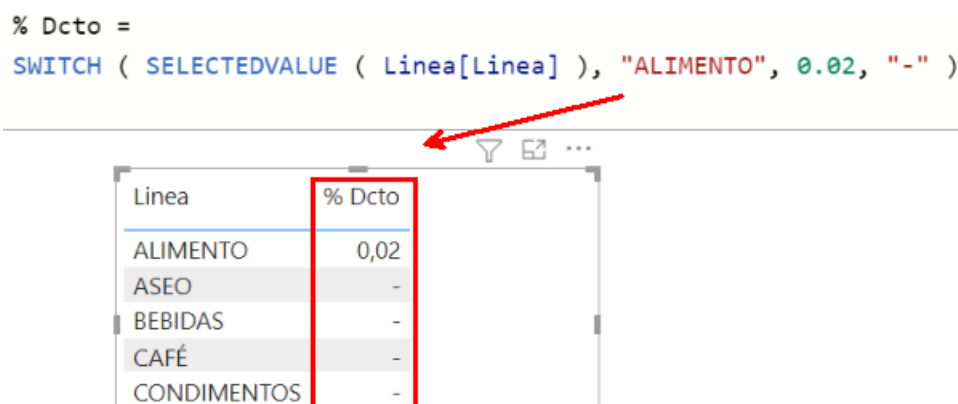 % Dcto =
SWITCH ( SELECTEDVALUE ( Linea[Linea] ), "ALIMENTO", 0.02, "-" )
Linea % Dcto
ALIMENTO 0,02
ASEO -
BEBIDAS -
CAFÉ -
CONDIMENTOS -